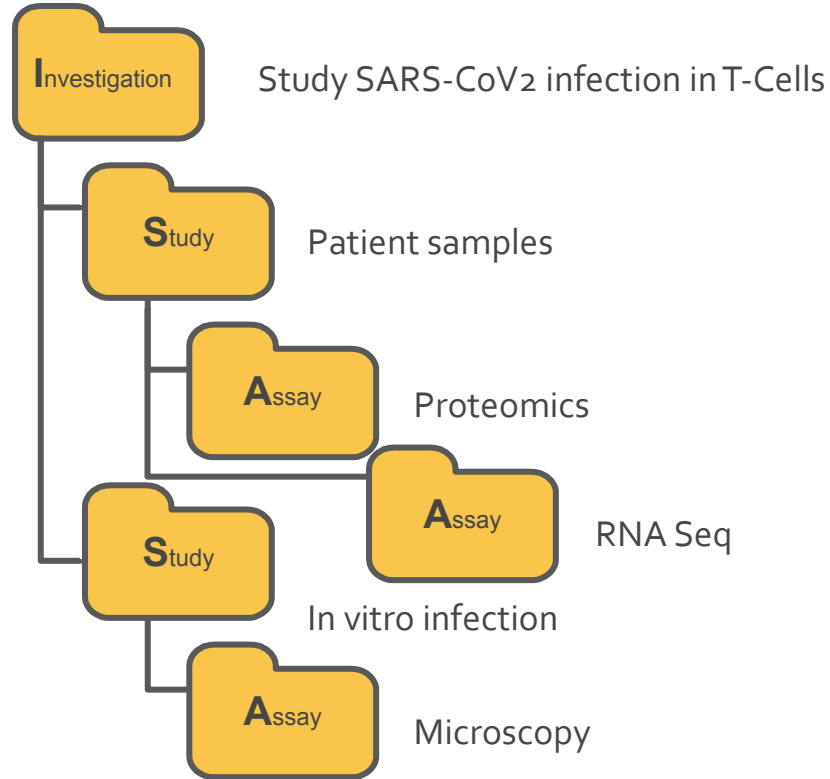 Investigation
Study SARS-CoV2 infection in T-Cells
Study
Patient samples
Assay
Proteomics
Assay
RNA Seq
Study
In vitro infection
Assay
Microscopy